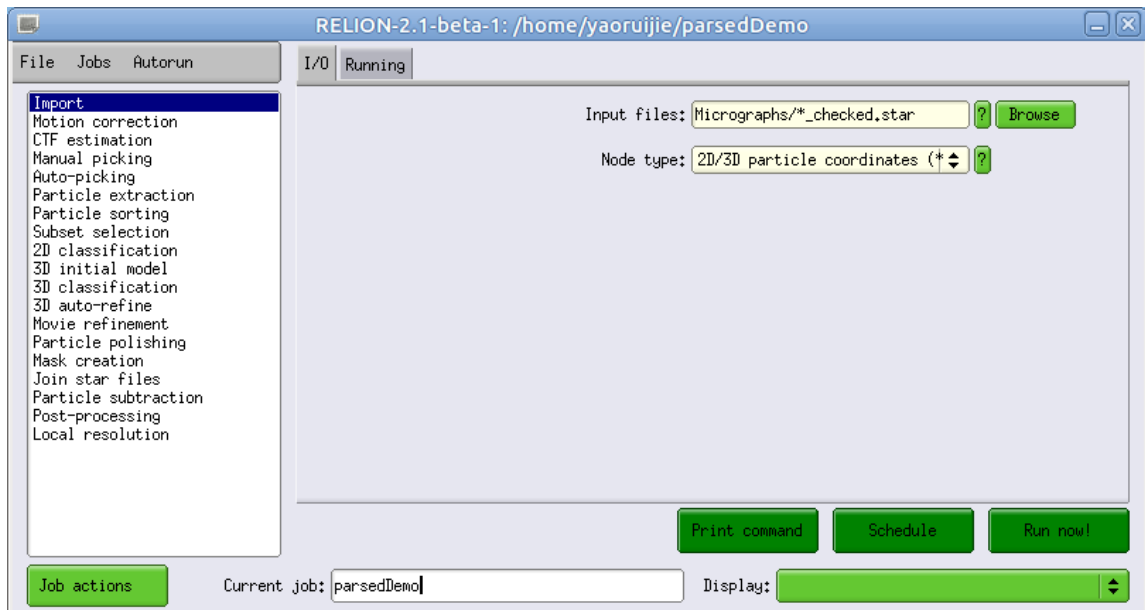 RELION-2.1-beta-1: /home/yaoruijie/parsedDemo
File Jobs Autorun
I/O Running
Import
Motion correction
CTF estimation
Manual picking
Auto-picking
Particle extraction
Particle sorting
Subset selection
2D classification
3D initial model
3D classification
3D auto-refine
Movie refinement
Particle polishing
Mask creation
Join star files
Particle subtraction
Post-processing
Local resolution
Input files: Micrographs/*_checked.star ? Browse
Node type: 2D/3D particle coordinates (* ?
Print command Schedule Run now!
Job actions Current job: parsedDemo Display: